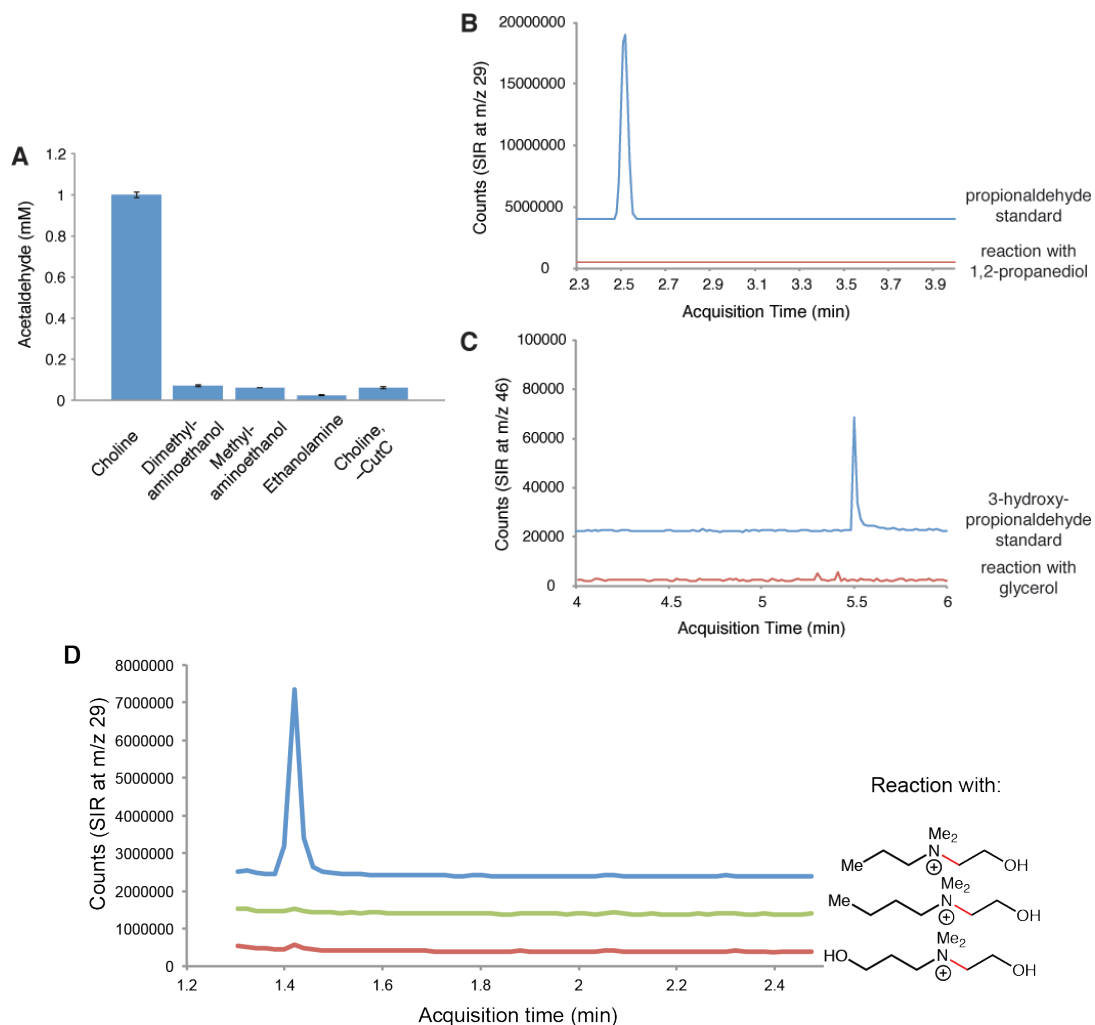 A
Acetaldehyde (mM)
1.2
1
0.8
0.6
0.4
0.2
0
Choline
Dimethyl-
aminoethanol
Methyl-
aminoethanol
Ethanolamine
Choline,
–CutC
B
Counts (SIR at m/z 29)
20000000
15000000
10000000
5000000
0
2.3 2.5 2.7 2.9 3.1 3.3 3.5 3.7 3.9
Acquisition Time (min)
propionaldehyde
standard
reaction with
1,2-propanediol
C
Counts (SIR at m/z 46)
100000
80000
60000
40000
20000
0
4 4.5 5 5.5 6
Acquisition Time (min)
3-hydroxy-
propionaldehyde
standard
reaction with
glycerol
D
Counts (SIR at m/z 29)
8000000
7000000
6000000
5000000
4000000
3000000
2000000
1000000
0
1.2 1.4 1.6 1.8 2 2.2 2.4
Acquisition time (min)
Reaction with:
Me2
Me N OH
+
Me2
Me N OH
+
Me2
HO N OH
+